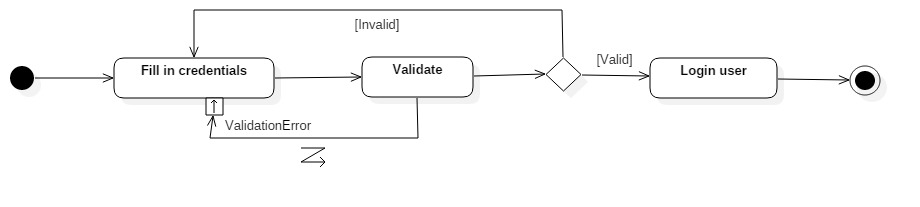 [Invalid]
[Valid]
Fill in credentials
Validate
Login user
ValidationError